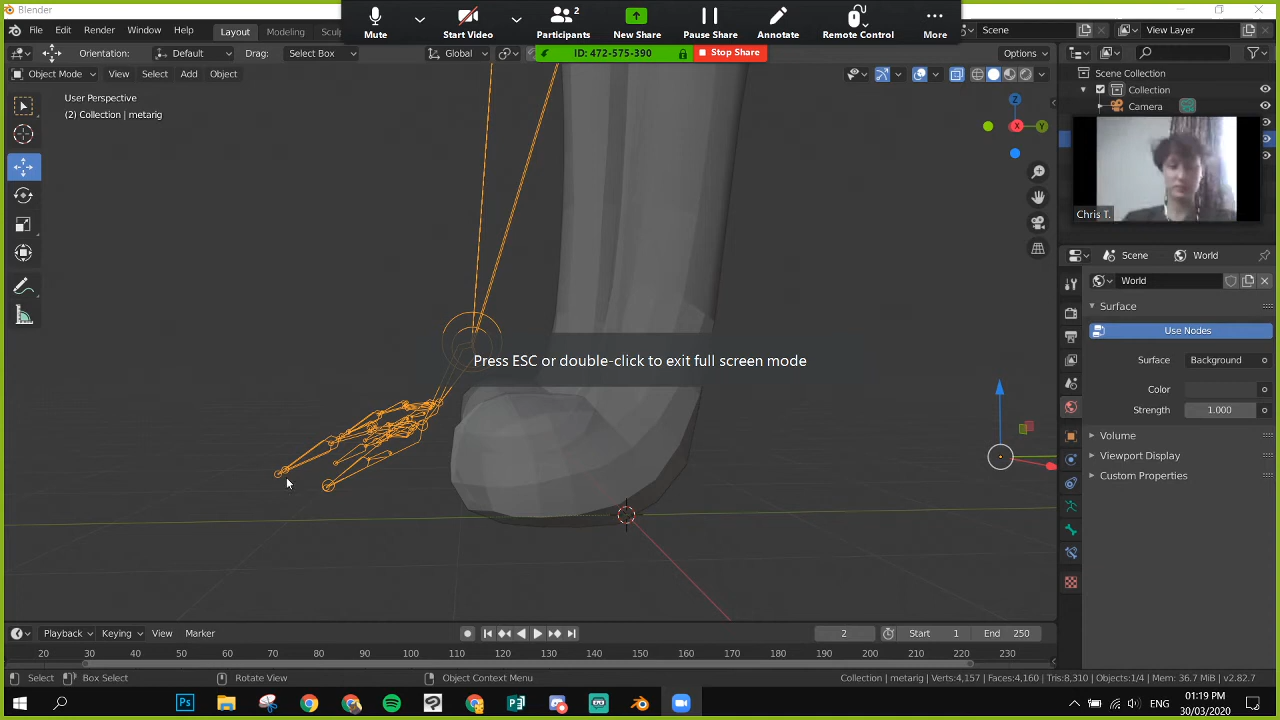 Blender
File Edit Render Window Help Layout Modeling Sculp Scene View Layer
Mute Start Video Participants 2 New Share Pause Share Annotate Remote Control More
ID: 472-575-390 Stop Share
Orientation: Default Drag: Select Box Global Options
Object Mode View Select Add Object
User Perspective
(2) Collection | metarig
Z
X Y
Scene Collection
Collection
Camera
Chris T.
Scene World
World
Surface
Use Nodes
Surface Background
Color
Strength 1.000
Volume
Viewport Display
Custom Properties
Press ESC or double-click to exit full screen mode
Playback Keying View Marker 2 Start 1 End 250
20 50 60 70 80 90 100 110 120 130 140 150 160 170 180 190 200 210 220 230
Select Box Select Rotate View Object Context Menu Collection | metarig | Verts:4,157 | Faces:4,160 | Tris:8,310 | Objects:1/4 | Mem: 36.7 MiB | v2.82.7
Ps ENG 01:19 PM
30/03/2020